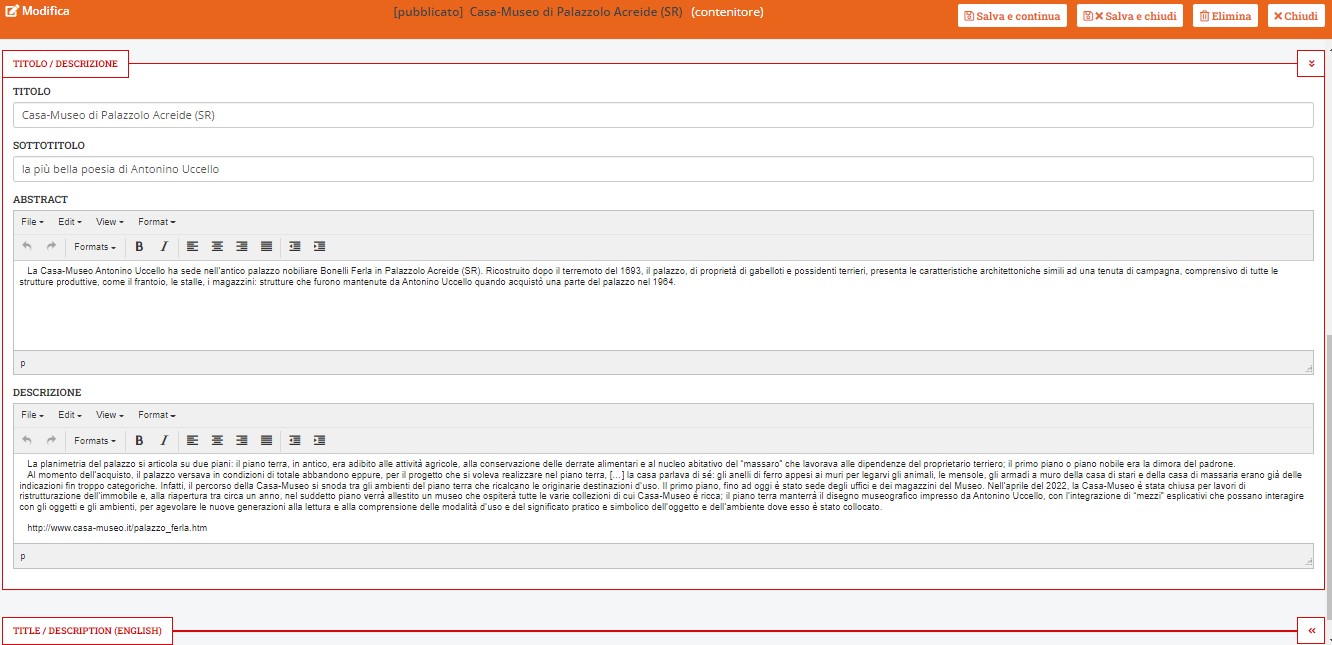 Modifica
[pubblicato] Casa-Museo di Palazzolo Acreide (SR) (contenitore)
Salva e continua
Salva e chiudi
Elimina
Chiudi
TITOLO / DESCRIZIONE
TITOLO
Casa-Museo di Palazzolo Acreide (SR)
SOTTOTITOLO
la più bella poesia di Antonino Uccello
ABSTRACT
File Edit View Format
Formats B I
La Casa-Museo Antonino Uccello ha sede nell'antico palazzo nobiliare Bonelli Ferla in Palazzolo Acreide (SR). Ricostruito dopo il terremoto del 1693, il palazzo, di proprietà di gabelloti e possidenti terrieri, presenta le caratteristiche architettoniche simili ad una tenuta di campagna, comprensivo di tutte le
strutture produttive, come il frantoio, le stalle, i magazzini: strutture che furono mantenute da Antonino Uccello quando acquistò una parte del palazzo nel 1964.
p
DESCRIZIONE
File Edit View Format
Formats B I
La planimetria del palazzo si articola su due piani: il piano terra, in antico, era adibito alle attività agricole, alla conservazione delle derrate alimentari e al nucleo abitativo del "massaro" che lavorava alle dipendenze del proprietario terriero; il primo piano o piano nobile era la dimora del padrone.
Al momento dell'acquisto, il palazzo versava in condizioni di totale abbandono eppure, per il progetto che si voleva realizzare nel piano terra, [...] la casa parlava di sé: gli anelli di ferro appesi ai muri per legarvi gli animali, le mensole, gli armadi a muro della casa di stari e della casa di massaria erano già delle
indicazioni fin troppo categoriche. Infatti, il percorso della Casa-Museo si snoda tra gli ambienti del piano terra che ricalcano le originarie destinazioni d'uso. Il primo piano, fino ad oggi è stato sede degli uffici e dei magazzini del Museo. Nell'aprile del 2022, la Casa-Museo è stata chiusa per lavori di
ristrutturazione dell'immobile e, alla riapertura tra circa un anno, nel suddetto piano verrà allestito un museo che ospiterà tutte le varie collezioni di cui Casa-Museo è ricca; il piano terra manterrà il disegno museografico impresso da Antonino Uccello, con l'integrazione di "mezzi" esplicativi che possano interagire
con gli oggetti e gli ambienti, per agevolare le nuove generazioni alla lettura e alla comprensione delle modalità d'uso e del significato pratico e simbolico dell'oggetto e dell'ambiente dove esso è stato collocato.
http://www.casa-museo.it/palazzo_ferla.htm
p
TITLE / DESCRIPTION (ENGLISH)